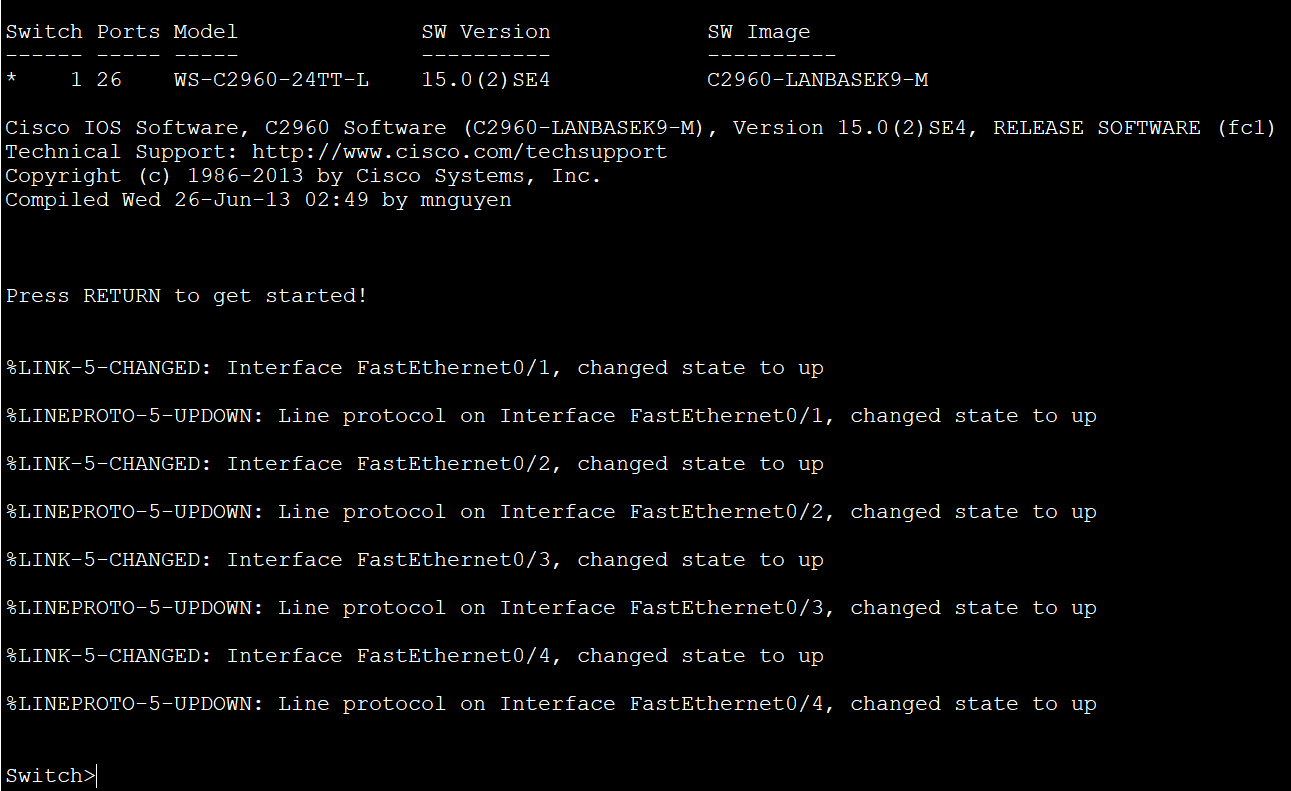 Switch Ports Model              SW Version            SW Image
------ ----- -----              ----------            ----------
*    1 26    WS-C2960-24TT-L    15.0(2)SE4            C2960-LANBASEK9-M
Cisco IOS Software, C2960 Software (C2960-LANBASEK9-M), Version 15.0(2)SE4, RELEASE SOFTWARE (fc1)
Technical Support: http://www.cisco.com/techsupport
Copyright (c) 1986-2013 by Cisco Systems, Inc.
Compiled Wed 26-Jun-13 02:49 by mnguyen
Press RETURN to get started!
%LINK-5-CHANGED: Interface FastEthernet0/1, changed state to up
%LINEPROTO-5-UPDOWN: Line protocol on Interface FastEthernet0/1, changed state to up
%LINK-5-CHANGED: Interface FastEthernet0/2, changed state to up
%LINEPROTO-5-UPDOWN: Line protocol on Interface FastEthernet0/2, changed state to up
%LINK-5-CHANGED: Interface FastEthernet0/3, changed state to up
%LINEPROTO-5-UPDOWN: Line protocol on Interface FastEthernet0/3, changed state to up
%LINK-5-CHANGED: Interface FastEthernet0/4, changed state to up
%LINEPROTO-5-UPDOWN: Line protocol on Interface FastEthernet0/4, changed state to up
Switch>